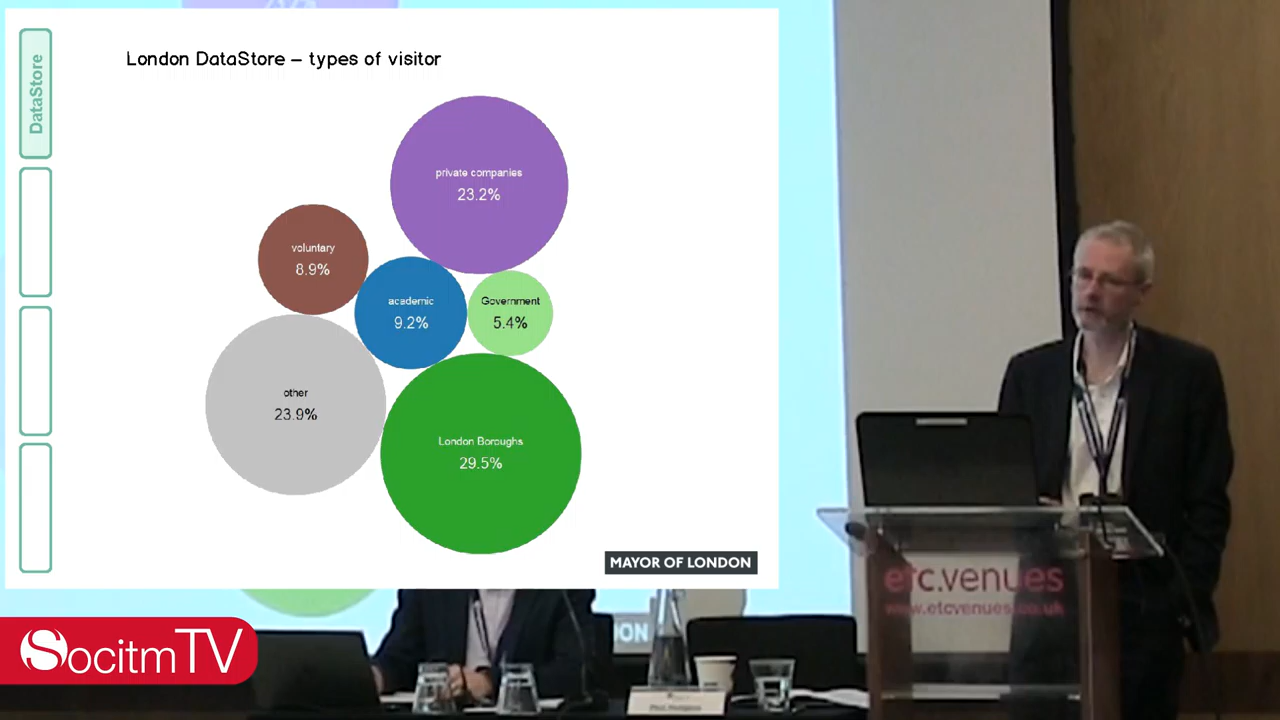 DataStore
London DataStore – types of visitor
private companies
23.2%
voluntary
8.9%
academic
9.2%
Government
5.4%
other
23.9%
London Boroughs
29.5%
MAYOR OF LONDON
SocitmTV
etc.venues
www.etcvenues.co.uk